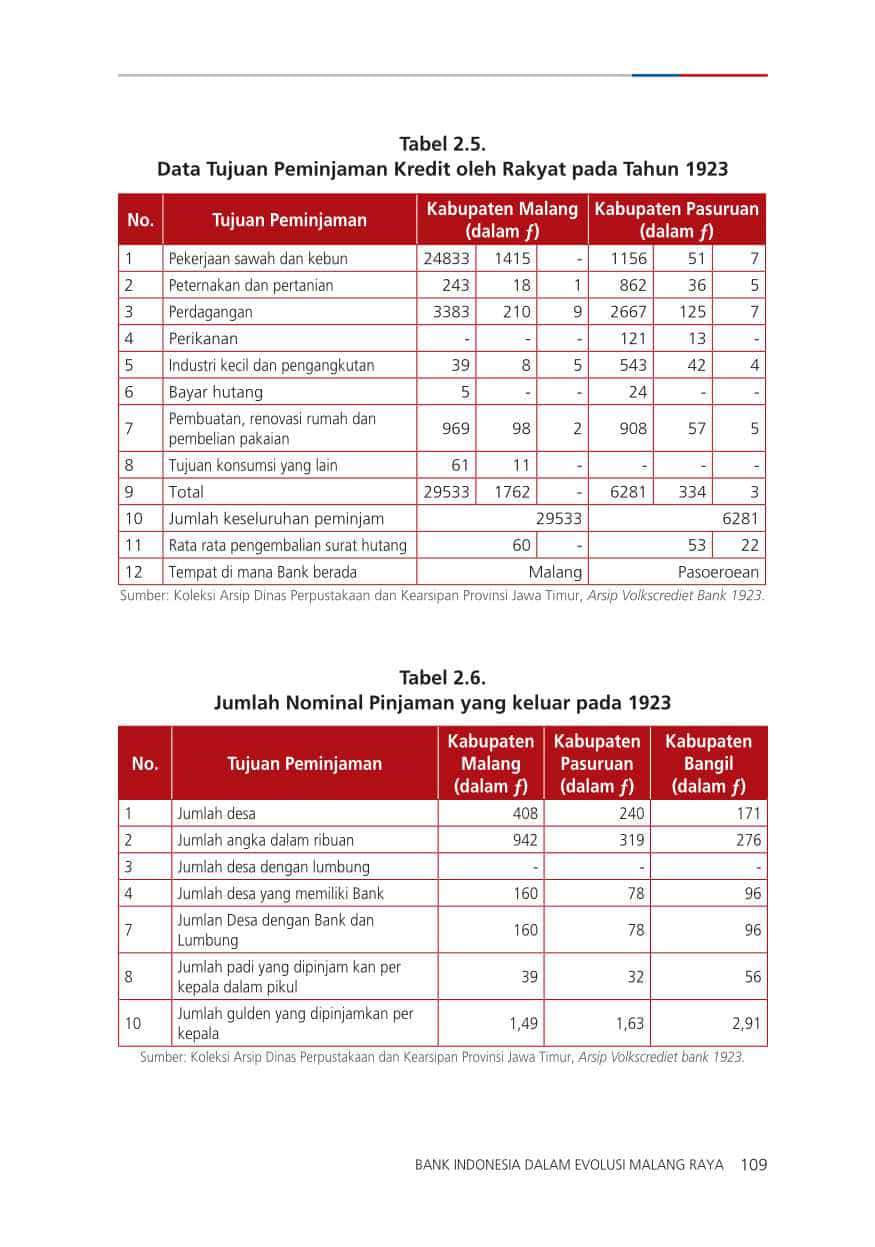 Tabel 2.5.
Data Tujuan Peminjaman Kredit oleh Rakyat pada Tahun 1923
No. Tujuan Peminjaman Kabupaten Malang (dalam ƒ) Kabupaten Pasuruan (dalam ƒ)
1 Pekerjaan sawah dan kebun 24833 1415 - 1156 51 7
2 Peternakan dan pertanian 243 18 1 862 36 5
3 Perdagangan 3383 210 9 2667 125 7
4 Perikanan - - - 121 13 -
5 Industri kecil dan pengangkutan 39 8 5 543 42 4
6 Bayar hutang 5 - - 24 - -
7 Pembuatan, renovasi rumah dan pembelian pakaian 969 98 2 908 57 5
8 Tujuan konsumsi yang lain 61 11 - - - -
9 Total 29533 1762 - 6281 334 3
10 Jumlah keseluruhan peminjam 29533 6281
11 Rata rata pengembalian surat hutang 60 - 53 22
12 Tempat di mana Bank berada Malang Pasoeroean
Sumber: Koleksi Arsip Dinas Perpustakaan dan Kearsipan Provinsi Jawa Timur, Arsip Volkscrediet Bank 1923.
Tabel 2.6.
Jumlah Nominal Pinjaman yang keluar pada 1923
No. Tujuan Peminjaman Kabupaten Malang (dalam ƒ) Kabupaten Pasuruan (dalam ƒ) Kabupaten Bangil (dalam ƒ)
1 Jumlah desa 408 240 171
2 Jumlah angka dalam ribuan 942 319 276
3 Jumlah desa dengan lumbung - - -
4 Jumlah desa yang memiliki Bank 160 78 96
7 Jumlan Desa dengan Bank dan Lumbung 160 78 96
8 Jumlah padi yang dipinjam kan per kepala dalam pikul 39 32 56
10 Jumlah gulden yang dipinjamkan per kepala 1,49 1,63 2,91
Sumber: Koleksi Arsip Dinas Perpustakaan dan Kearsipan Provinsi Jawa Timur, Arsip Volkscrediet bank 1923.
BANK INDONESIA DALAM EVOLUSI MALANG RAYA 109